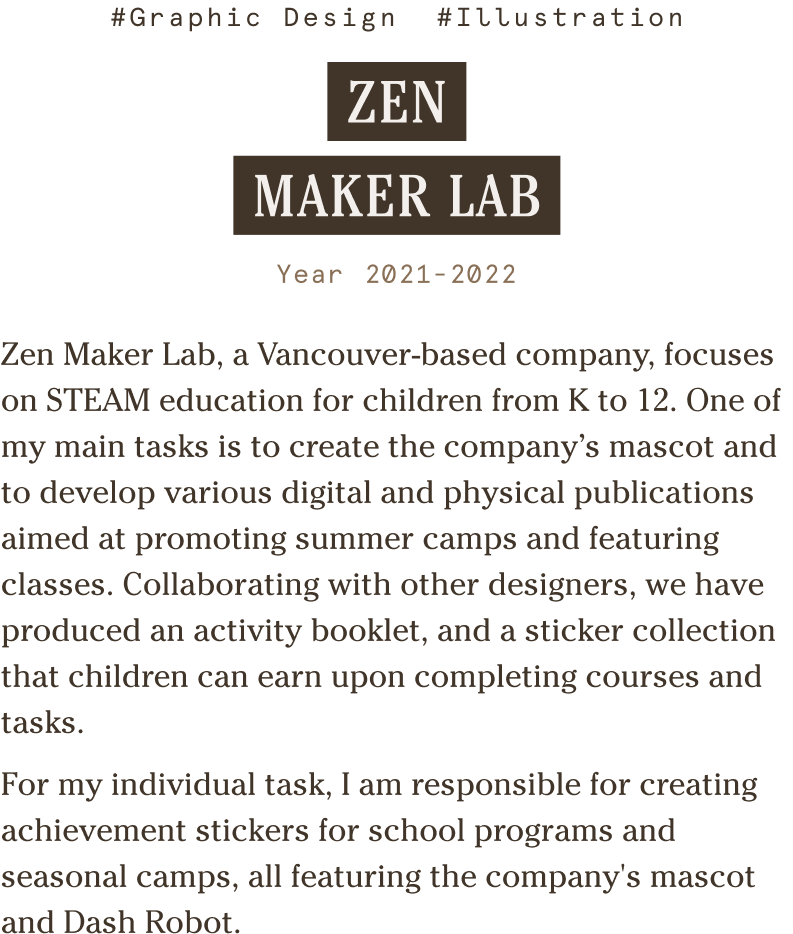 #Graphic Design #Illustration
ZEN
MAKER LAB
Year 2021-2022
Zen Maker Lab, a Vancouver-based company, focuses
on STEAM education for children from K to 12. One of
my main tasks is to create the company’s mascot and
to develop various digital and physical publications
aimed at promoting summer camps and featuring
classes. Collaborating with other designers, we have
produced an activity booklet, and a sticker collection
that children can earn upon completing courses and
tasks.
For my individual task, I am responsible for creating
achievement stickers for school programs and
seasonal camps, all featuring the company's mascot
and Dash Robot.